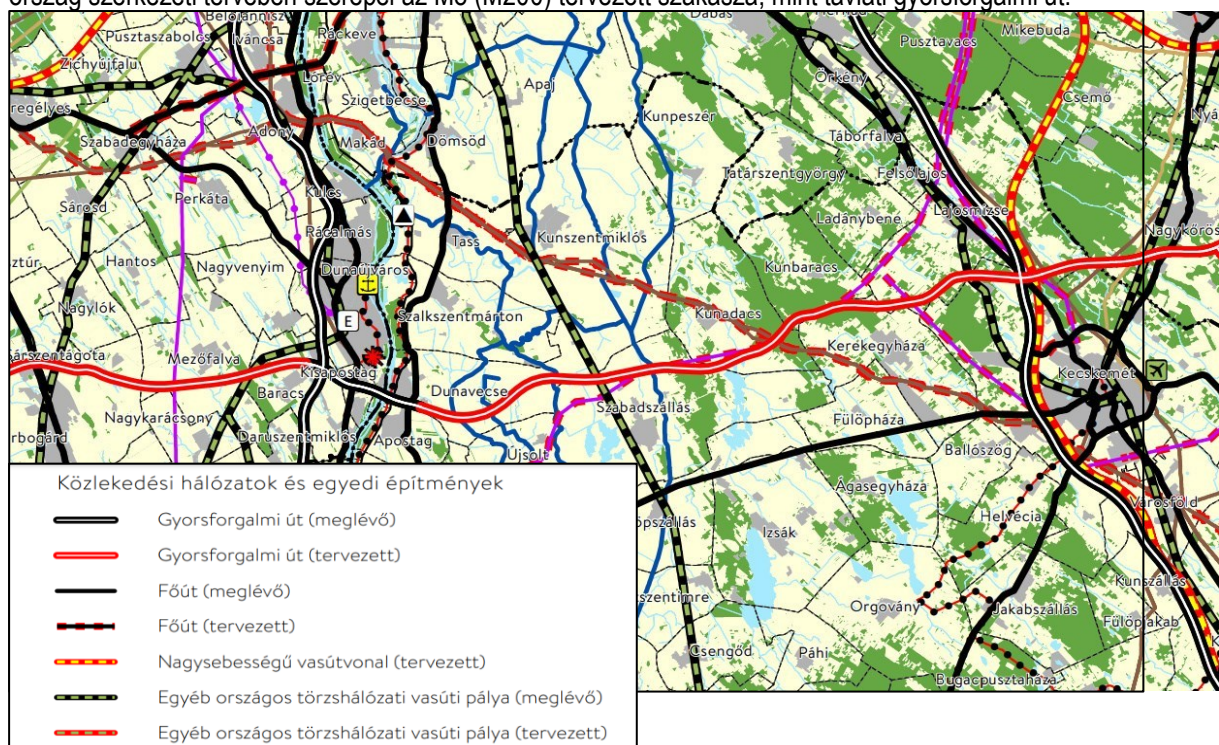 ország szerkezeti tervében szerepel az M8 (M200) tervezett szakasza, mint távlati gyorsforgalmi út.
Pusztaszabolcs
Iváncsa
Ráckeve
Dabas
Pusztavacs
Mikebuda
Zichyújfalu
Lórév
Apaj
Örkény
Csemő
regélyes
Szigetbecse
Kunpeszér
Szabadegyháza
Adony
Makád
Dömsöd
Táborfalva
Perkáta
Tatárszentgyörgy
Felsőlajos
Sárosd
Kulcs
Ladánybene
Lajosmizse
Rácalmás
Tass
Kunszentmiklós
Nagykőrös
Hantos
Nagyvenyim
Dunaújváros
Kunbaracs
Nagylók
E
Szalkszentmárton
Kunadacs
Mezőfalva
Kerekegyháza
Kisapostag
Kecskemét
Baracs
Dunavecse
Szabadszállás
Nagykarácsony
Fülöpháza
Daruszentmiklós
Apostag
Ballószög
Újsolt
Ágasegyháza
Városföld
Helvécia
Izsák
Kunszállás
Orgovány
Jakabszállás
Fülöpjakab
Csengőd
Páhi
Bugacpusztaháza
Közlekedési hálózatok és egyedi építmények
Gyorsforgalmi út (meglévő)
Gyorsforgalmi út (tervezett)
Főút (meglévő)
Főút (tervezett)
Nagysebességű vasútvonal (tervezett)
Egyéb országos törzshálózati vasúti pálya (meglévő)
Egyéb országos törzshálózati vasúti pálya (tervezett)